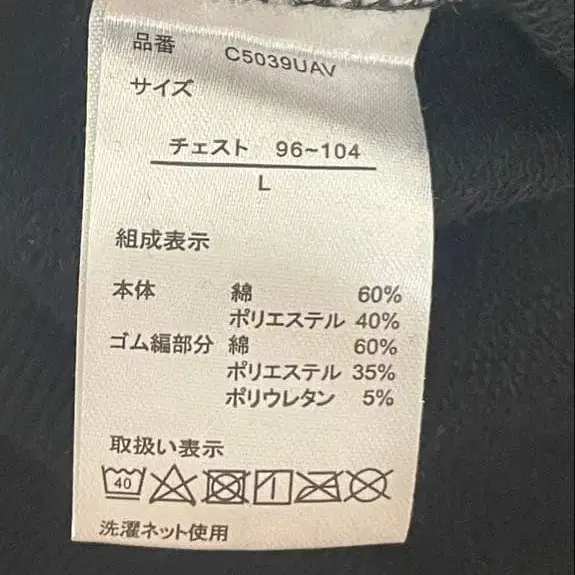 品番 C5039UAV
サイズ
チェスト 96~104
L
組成表示
本体 綿 60%
ポリエステル 40%
ゴム編部分 綿 60%
ポリエステル 35%
ポリウレタン 5%
取扱い表示
40
洗濯ネット使用